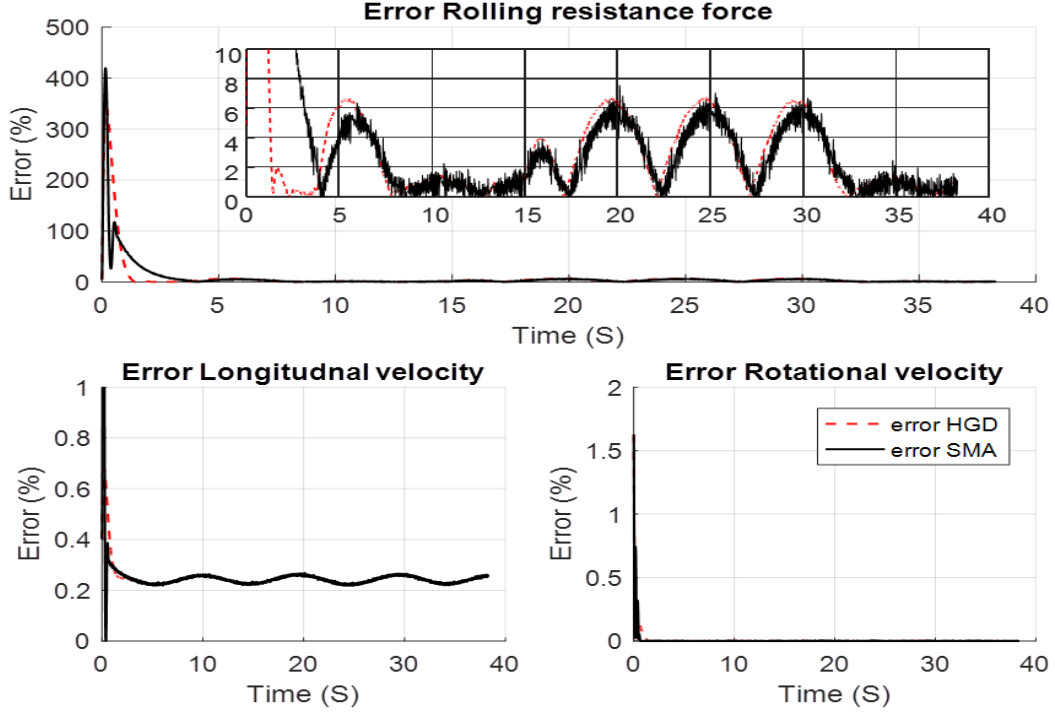 Error Rolling resistance force
500
400
300
200
100
0
Error (%)
10
8
6
4
2
0
0 5 10 15 20 25 30 35 40
0 5 10 15 20 25 30 35 40
Time (S)
Error Longitudnal velocity
1
0.8
0.6
0.4
0.2
0
Error (%)
0 10 20 30 40
Time (S)
Error Rotational velocity
2
1.5
1
0.5
0
Error (%)
error HGD
error SMA
0 10 20 30 40
Time (S)